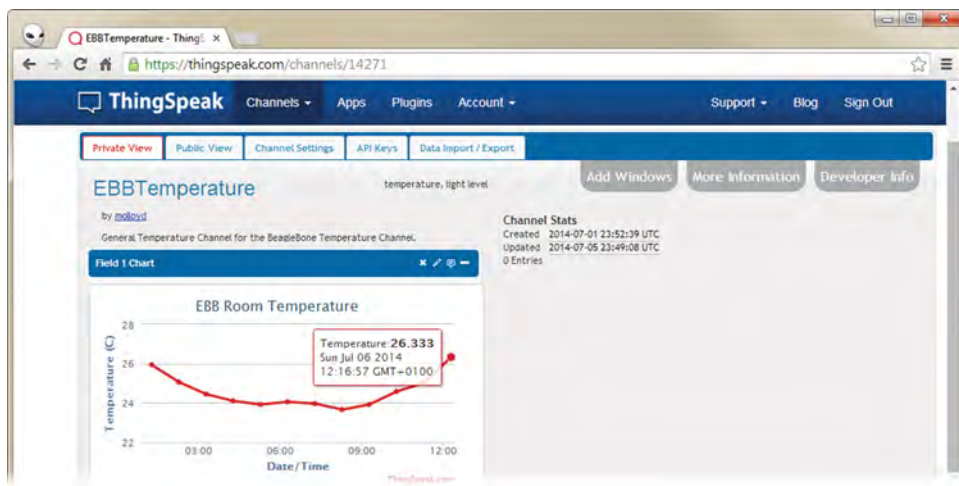 EBBTemperature - ThingS
https://thingspeak.com/channels/14271
ThingSpeak Channels Apps Plugins Account Support Blog Sign Out
Private View Public View Channel Settings API Keys Data Import / Export
Add Windows More Information Developer Info
EBBTemperature
temperature, light level
by molloyd
General Temperature Channel for the BeagleBone Temperature Channel.
Channel Stats
Created 2014-07-01 23:52:39 UTC
Updated 2014-07-05 23:49:08 UTC
0 Entries
Field 1 Chart
EBB Room Temperature
Temperature (C)
28
26
24
22
Temperature:26.333
Sun Jul 06 2014
12:16:57 GMT+0100
03:00 06:00 09:00 12:00
Date/Time
ThingSpeak.com